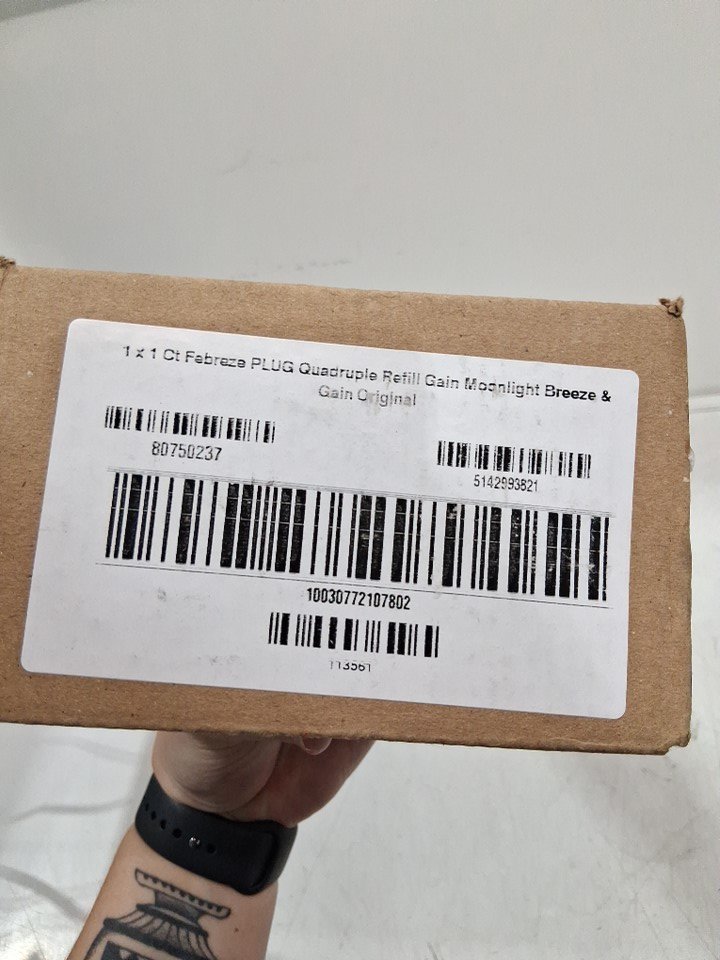 1 x 1 Ct Febreze PLUG Quadruple Refill Gain Moonlight Breeze &
Gain Original
80750237
5142993821
10030772107802
113561